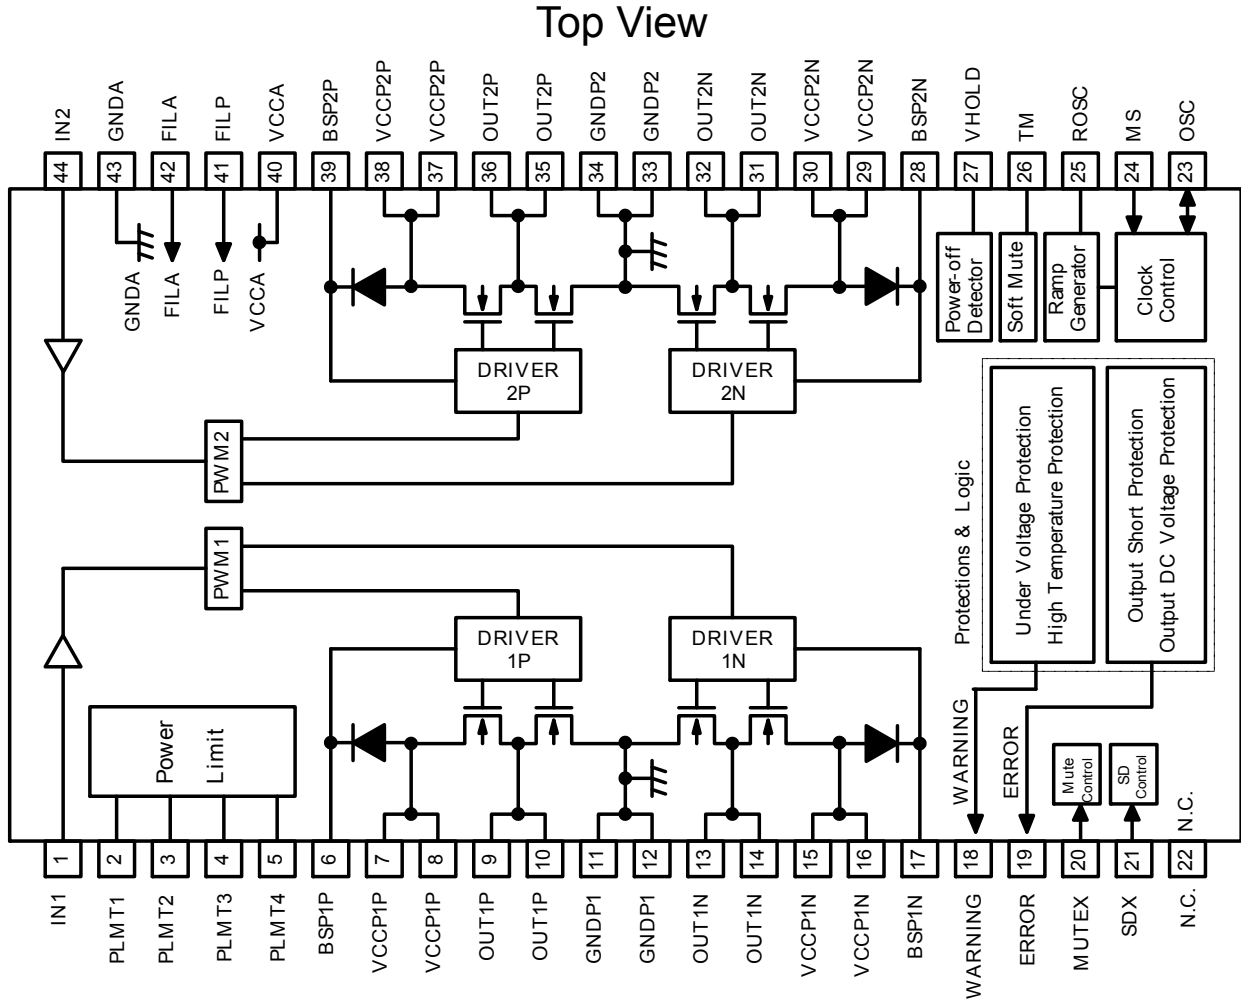 Top View
IN2
GNDA
FILA
FILP
VCCA
BSP2P
VCCP2P
VCCP2P
OUT2P
OUT2P
GNDP2
GNDP2
OUT2N
OUT2N
VCCP2N
VCCP2N
BSP2N
VHOLD
TM
ROSC
MS
OSC
44
43
42
41
40
39
38
37
36
35
34
33
32
31
30
29
28
27
26
25
24
23
GNDA
FILA
FILP
VCCA
Power-off
Detector
Soft Mute
Ramp
Generator
Clock
Control
DRIVER
2P
DRIVER
2N
PWM2
PWM1
DRIVER
1P
DRIVER
1N
Protections & Logic
Under Voltage Protection
High Temperature Protection
Output Short Protection
Output DC Voltage Protection
Power
Limit
WARNING
ERROR
Mute
Control
SD
Control
N.C.
1
2
3
4
5
6
7
8
9
10
11
12
13
14
15
16
17
18
19
20
21
22
IN1
PLMT1
PLMT2
PLMT3
PLMT4
BSP1P
VCCP1P
VCCP1P
OUT1P
OUT1P
GNDP1
GNDP1
OUT1N
OUT1N
VCCP1N
VCCP1N
BSP1N
WARNING
ERROR
MUTEX
SDX
N.C.